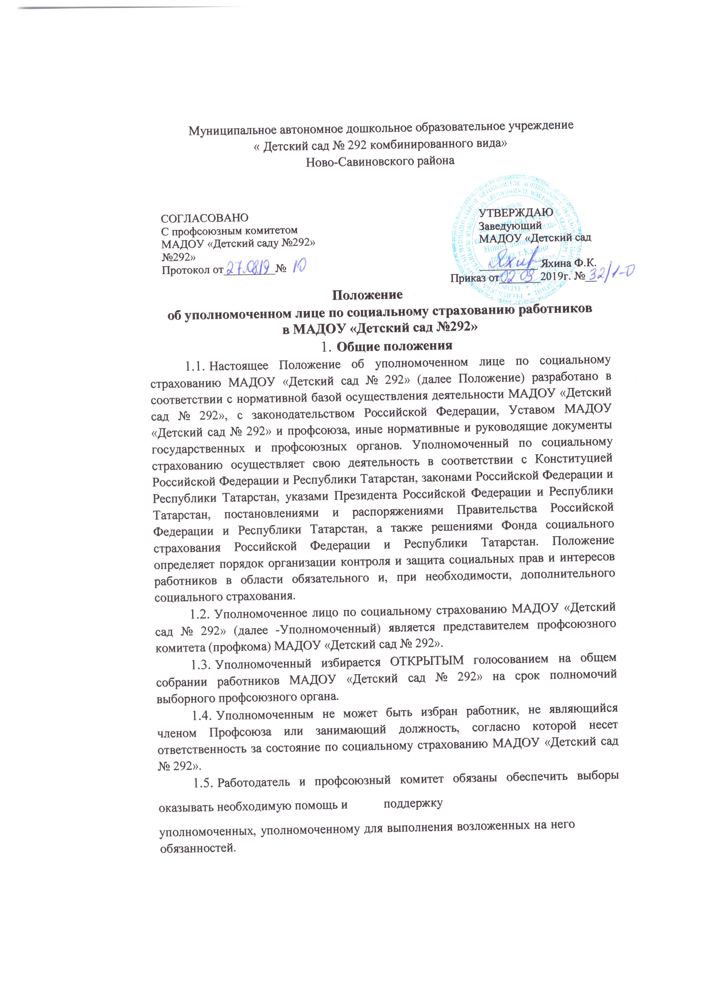 Муниципальное автономное дошкольное образовательное учреждение
« Детский сад № 292 комбинированного вида»
Ново-Савиновского района
СОГЛАСОВАНО
С профсоюзным комитетом
МАДОУ «Детский саду №292»
№292»
Протокол от 27.08.19 № 10
УТВЕРЖДАЮ
Заведующий
МАДОУ «Детский сад
Яхина Ф.К.
Приказ от 02.09 2019г. № 32/1-О
Положение
об уполномоченном лице по социальному страхованию работников
в МАДОУ «Детский сад №292»
1. Общие положения
1.1. Настоящее Положение об уполномоченном лице по социальному
страхованию МАДОУ «Детский сад № 292» (далее Положение) разработано в
соответствии с нормативной базой осуществления деятельности МАДОУ «Детский
сад № 292», с законодательством Российской Федерации, Уставом МАДОУ
«Детский сад № 292» и профсоюза, иные нормативные и руководящие документы
государственных и профсоюзных органов. Уполномоченный по социальному
страхованию осуществляет свою деятельность в соответствии с Конституцией
Российской Федерации и Республики Татарстан, законами Российской Федерации и
Республики Татарстан, указами Президента Российской Федерации и Республики
Татарстан, постановлениями и распоряжениями Правительства Российской
Федерации и Республики Татарстан, а также решениями Фонда социального
страхования Российской Федерации и Республики Татарстан. Положение
определяет порядок организации контроля и защита социальных прав и интересов
работников в области обязательного и, при необходимости, дополнительного
социального страхования.
1.2. Уполномоченное лицо по социальному страхованию МАДОУ «Детский
сад № 292» (далее -Уполномоченный) является представителем профсоюзного
комитета (профкома) МАДОУ «Детский сад № 292».
1.3. Уполномоченный избирается ОТКРЫТЫМ голосованием на общем
собрании работников МАДОУ «Детский сад № 292» на срок полномочий
выборного профсоюзного органа.
1.4. Уполномоченным не может быть избран работник, не являющийся
членом Профсоюза или занимающий должность, согласно которой несет
ответственность за состояние по социальному страхованию МАДОУ «Детский сад
№ 292».
1.5. Работодатель и профсоюзный комитет обязаны обеспечить выборы
оказывать необходимую помощь и поддержку
уполномоченных, уполномоченному для выполнения возложенных на него
обязанностей.